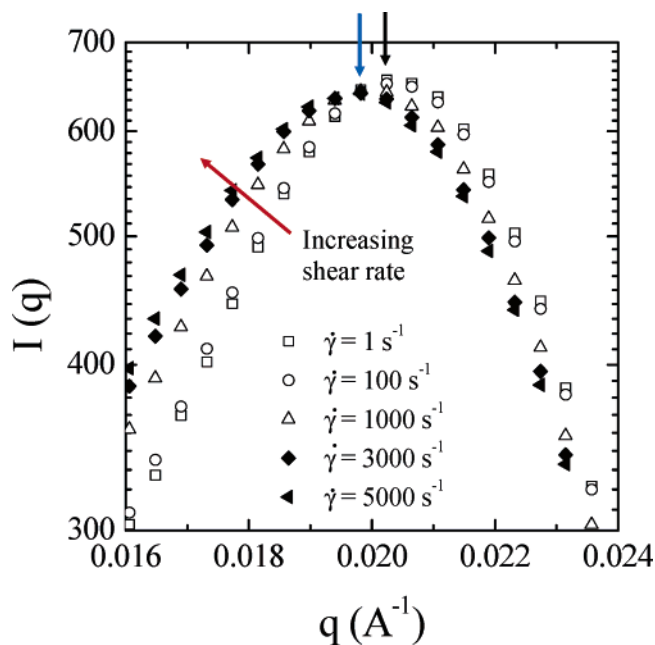 700
600
500
400
300
I (q)
Increasing
shear rate
γ̇ = 1 s⁻¹
γ̇ = 100 s⁻¹
γ̇ = 1000 s⁻¹
γ̇ = 3000 s⁻¹
γ̇ = 5000 s⁻¹
0.016 0.018 0.020 0.022 0.024
q (A⁻¹)